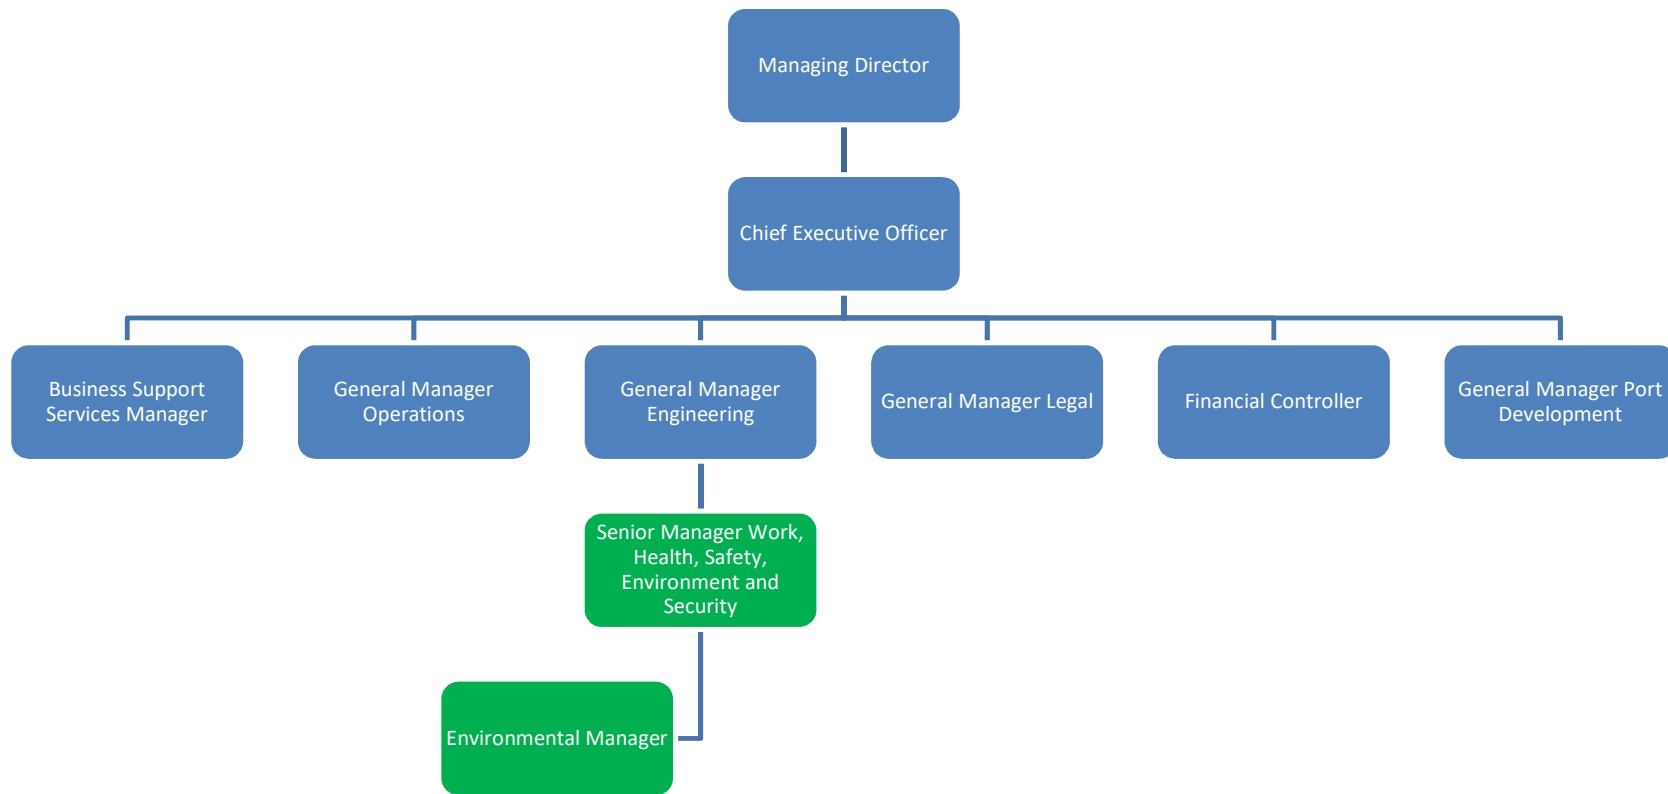 Managing Director
Chief Executive Officer
Business Support
Services Manager
General Manager
Operations
General Manager
Engineering
General Manager Legal
Financial Controller
General Manager Port
Development
Senior Manager Work,
Health, Safety,
Environment and
Security
Environmental Manager